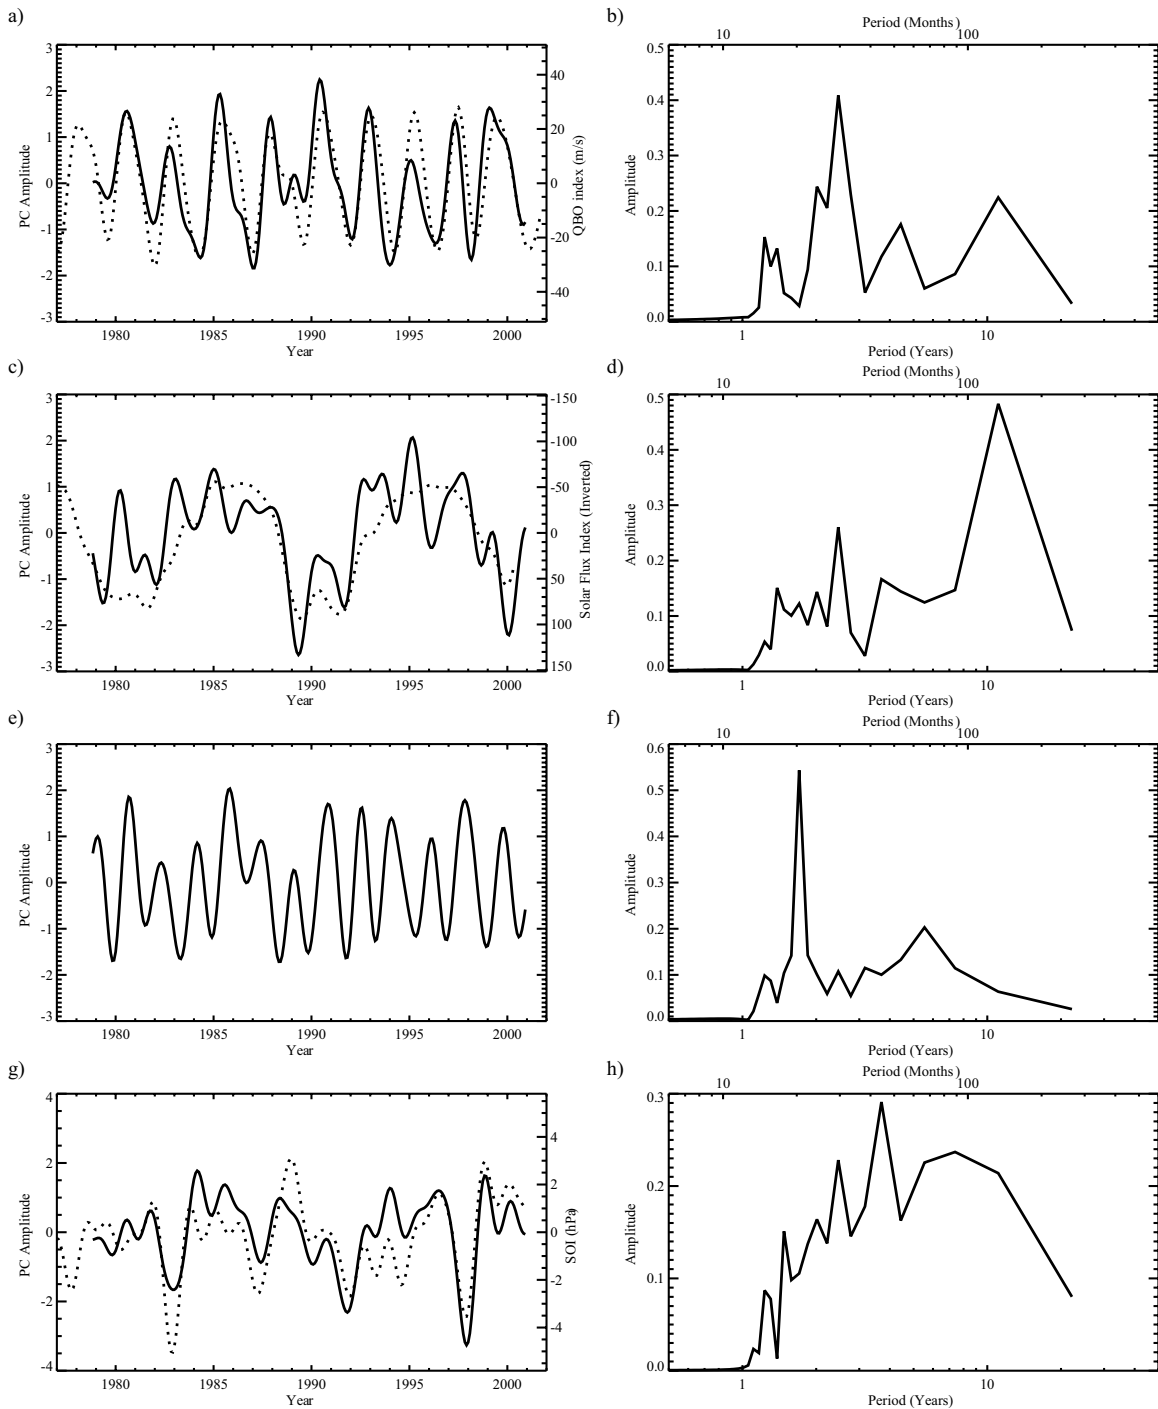 a)
3
2
1
0
-1
-2
-3
PC Amplitude
40
20
0
-20
-40
QBO index (m/s)
1980 1985 1990 1995 2000
Year
b)
Period (Months)
10 100
0.5
0.4
0.3
0.2
0.1
0.0
Amplitude
1 10
Period (Years)
c)
3
2
1
0
-1
-2
-3
PC Amplitude
-150
-100
-50
0
50
100
150
Solar Flux Index (Inverted)
1980 1985 1990 1995 2000
Year
d)
Period (Months)
10 100
0.5
0.4
0.3
0.2
0.1
0.0
Amplitude
1 10
Period (Years)
e)
3
2
1
0
-1
-2
-3
PC Amplitude
1980 1985 1990 1995 2000
Year
f)
Period (Months)
10 100
0.6
0.5
0.4
0.3
0.2
0.1
0.0
Amplitude
1 10
Period (Years)
g)
4
2
0
-2
-4
PC Amplitude
4
2
0
-2
-4
SOI (hPa)
1980 1985 1990 1995 2000
Year
h)
Period (Months)
10 100
0.3
0.2
0.1
0.0
Amplitude
1 10
Period (Years)